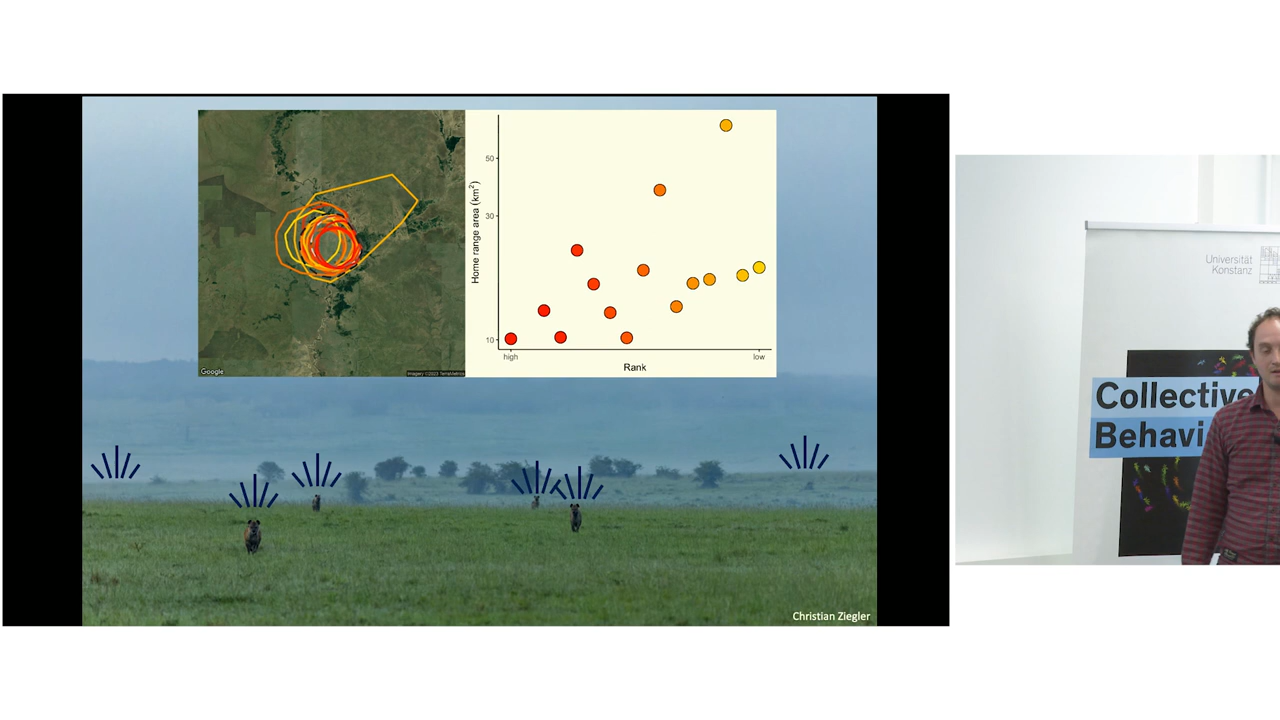 Google
Imagery ©2023 TerraMetrics
Home range area (km²)
50
30
10
high
low
Rank
Christian Ziegler
Universität
Konstanz
Collective
Behavi